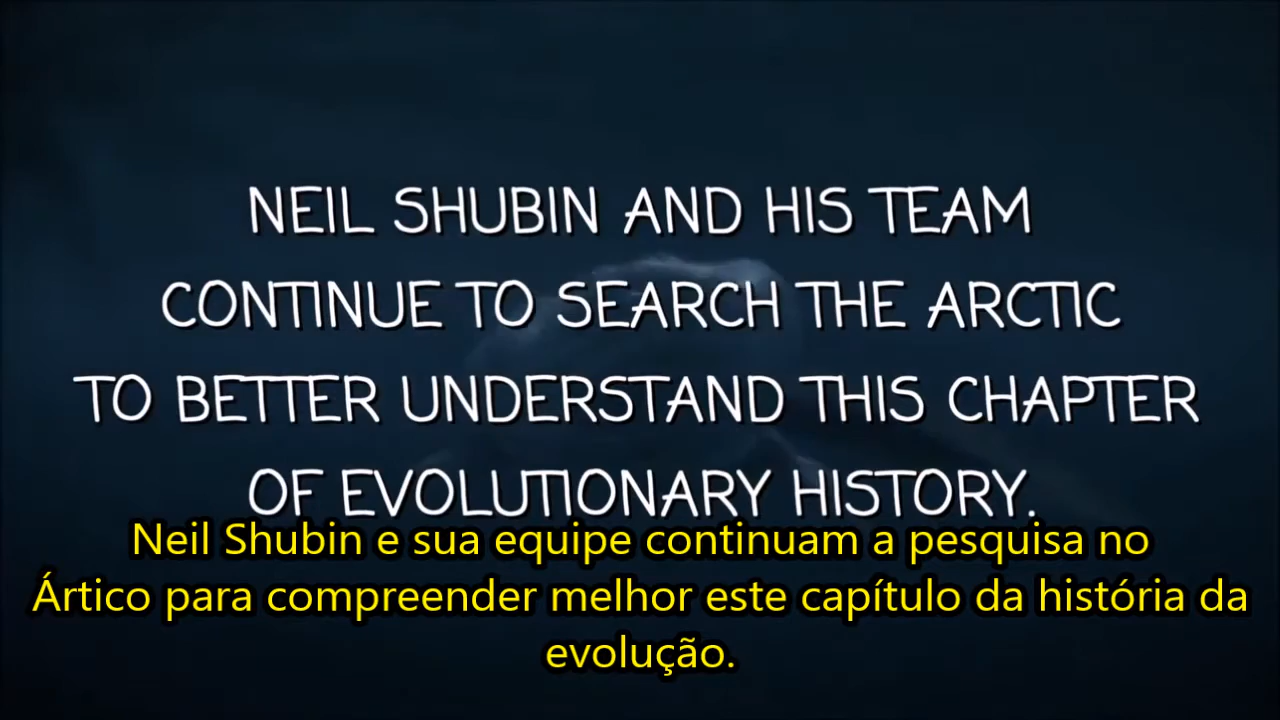 NEIL SHUBIN AND HIS TEAM
CONTINUE TO SEARCH THE ARCTIC
TO BETTER UNDERSTAND THIS CHAPTER
OF EVOLUTIONARY HISTORY.
Neil Shubin e sua equipe continuam a pesquisa no
Ártico para compreender melhor este capítulo da história da
evolução.